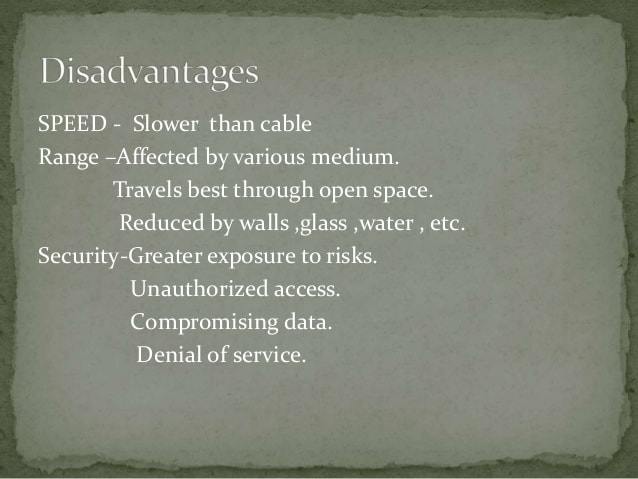 Disadvantages
SPEED - Slower than cable
Range –Affected by various medium.
Travels best through open space.
Reduced by walls ,glass ,water , etc.
Security-Greater exposure to risks.
Unauthorized access.
Compromising data.
Denial of service.